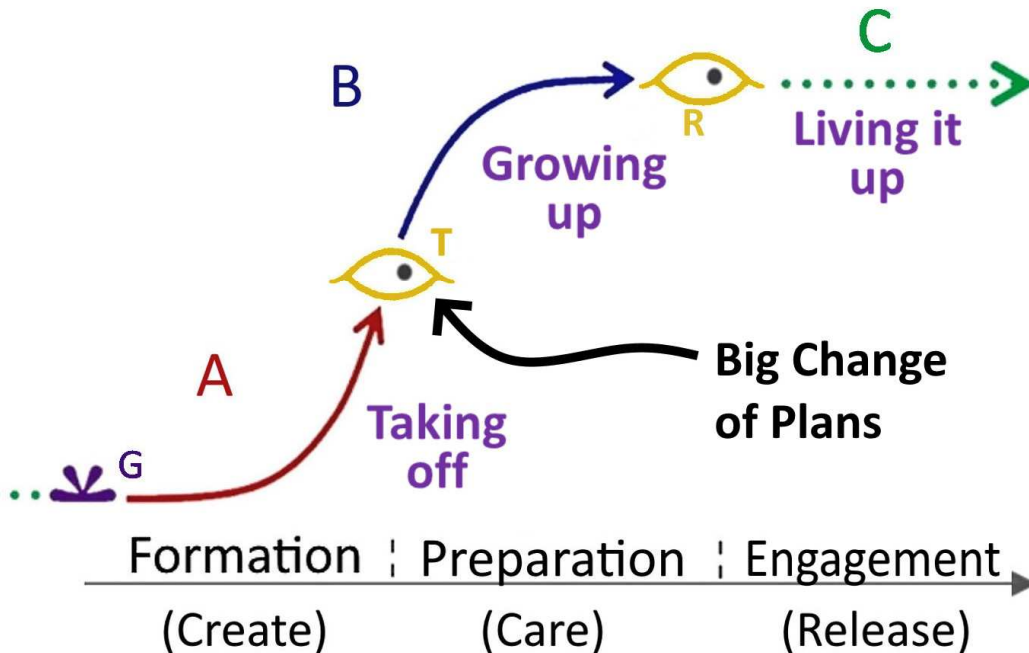 C
B
R
Living it
up
Growing
up
T
A
Big Change
of Plans
Taking
off
G
Formation ¦ Preparation ¦ Engagement
(Create) (Care) (Release)